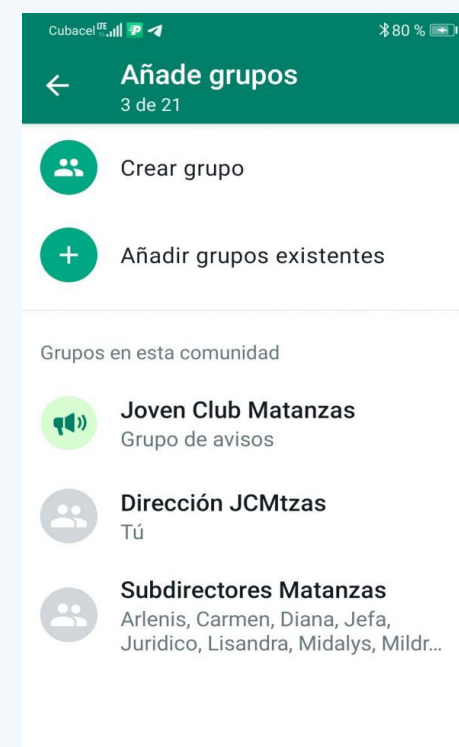 Cubacel LTE 80 %
Añade grupos
3 de 21
Crear grupo
Añadir grupos existentes
Grupos en esta comunidad
Joven Club Matanzas
Grupo de avisos
Dirección JCMtzas
Tú
Subdirectores Matanzas
Arlenis, Carmen, Diana, Jefa,
Juridico, Lisandra, Midalys, Mildr...